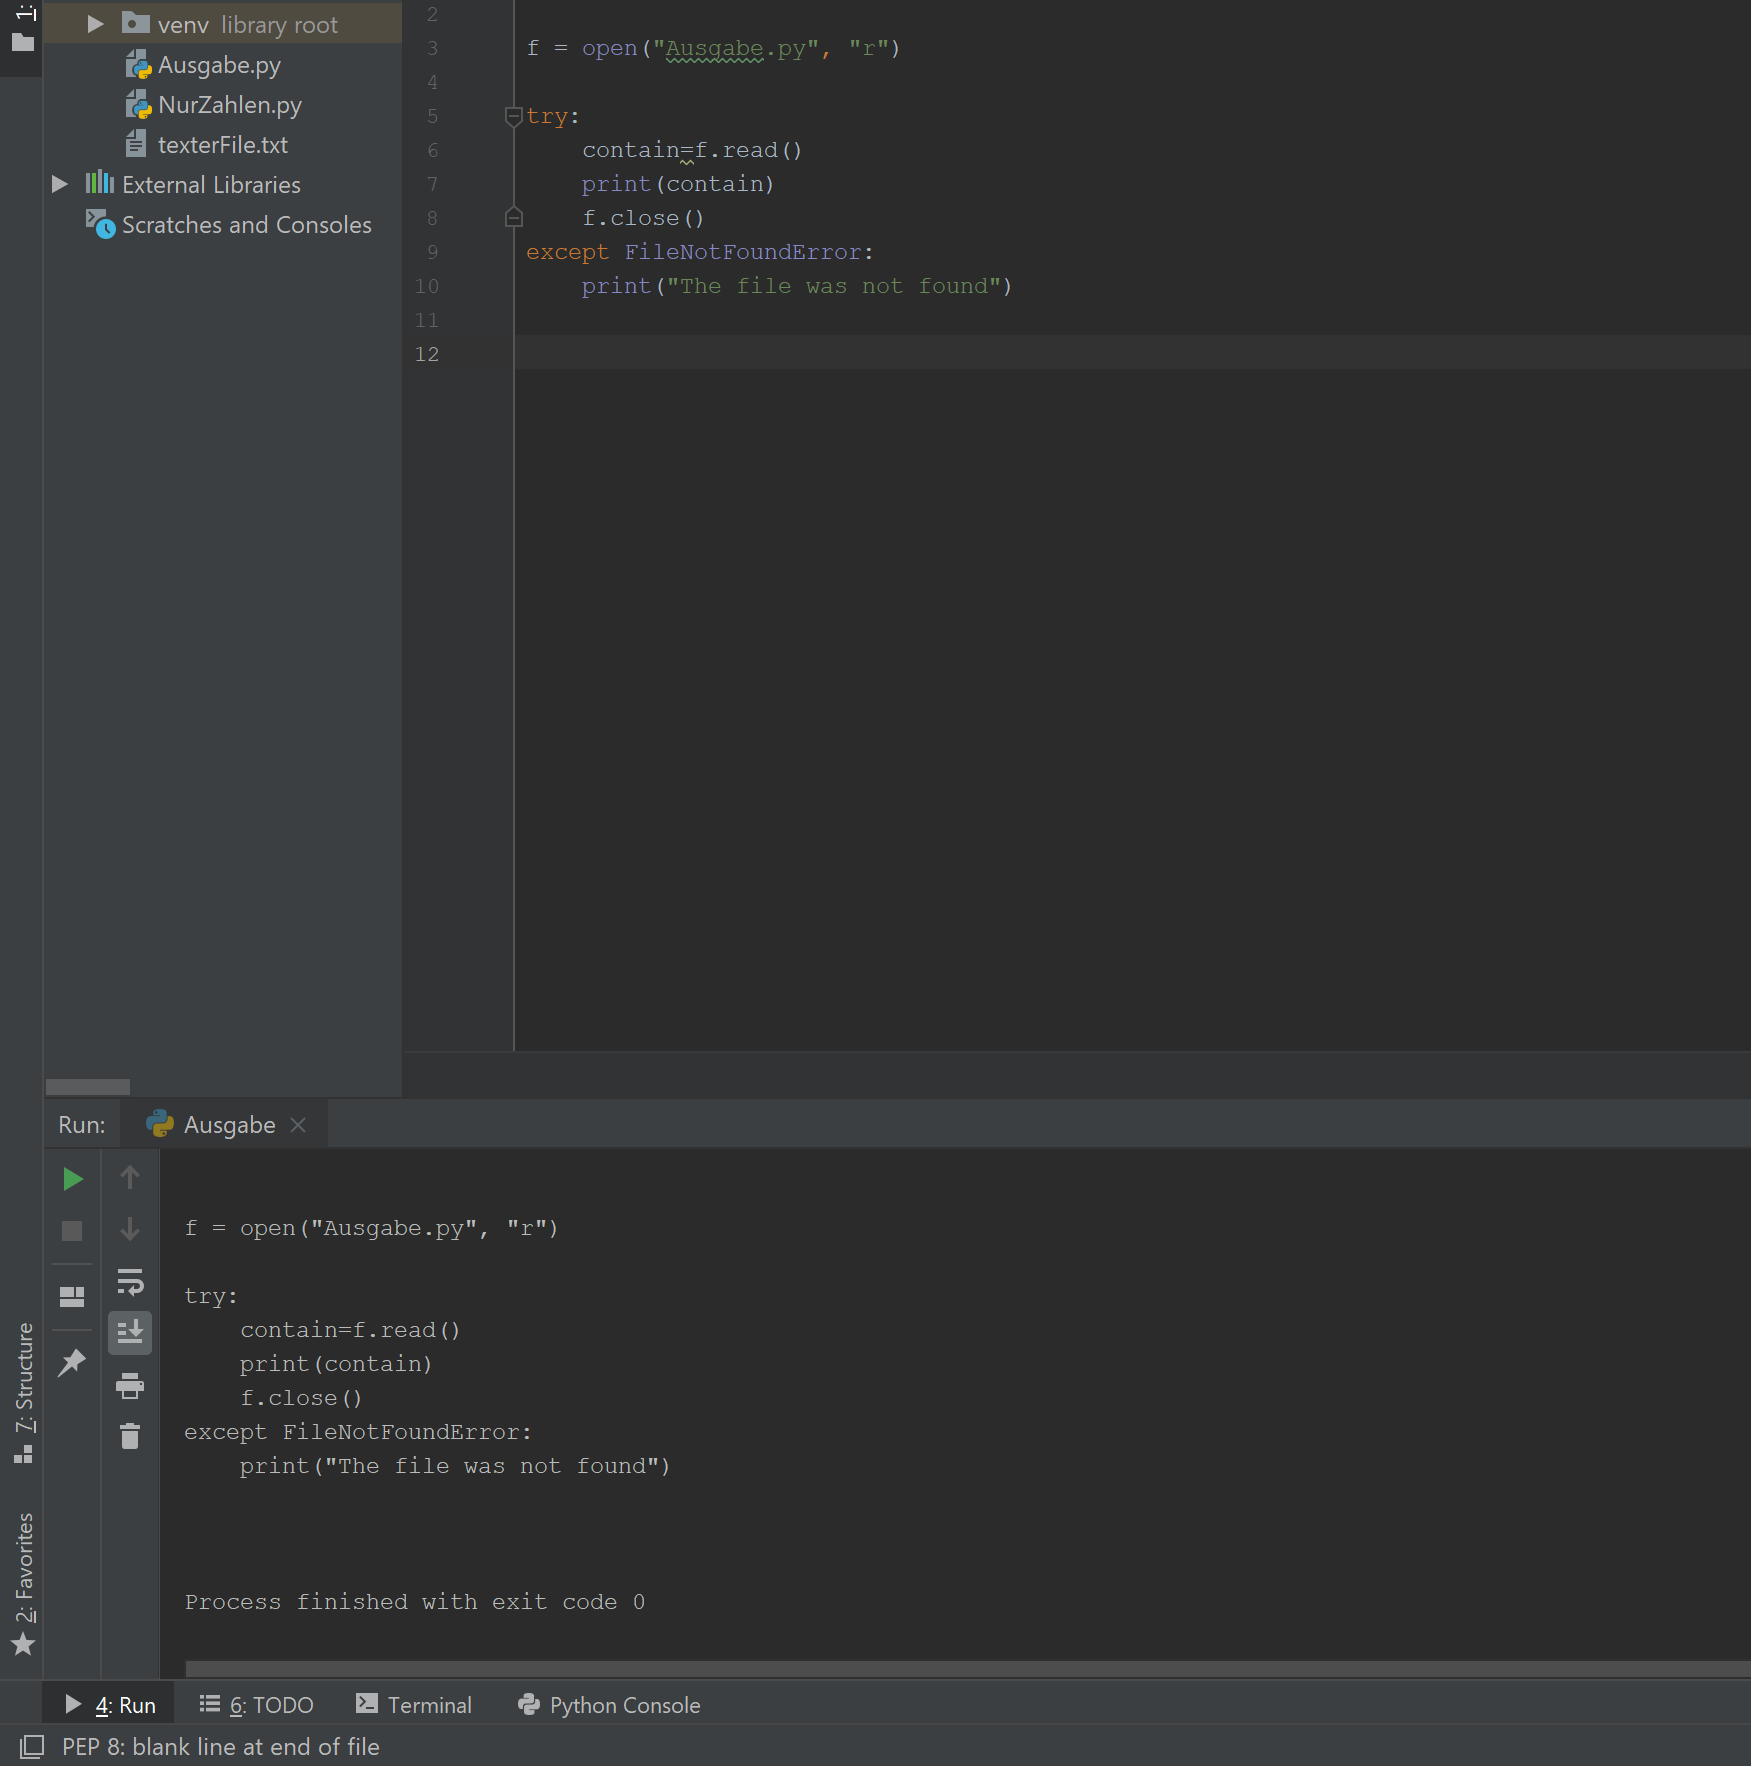 1:
venv library root
Ausgabe.py
NurZahlen.py
texterFile.txt
External Libraries
Scratches and Consoles
2
3 f = open("Ausgabe.py", "r")
4
5 try:
6 contain=f.read()
7 print(contain)
8 f.close()
9 except FileNotFoundError:
10 print("The file was not found")
11
12
Run: Ausgabe
f = open("Ausgabe.py", "r")
try:
contain=f.read()
print(contain)
f.close()
except FileNotFoundError:
print("The file was not found")
Process finished with exit code 0
7: Structure
2: Favorites
4: Run 6: TODO Terminal Python Console
PEP 8: blank line at end of file